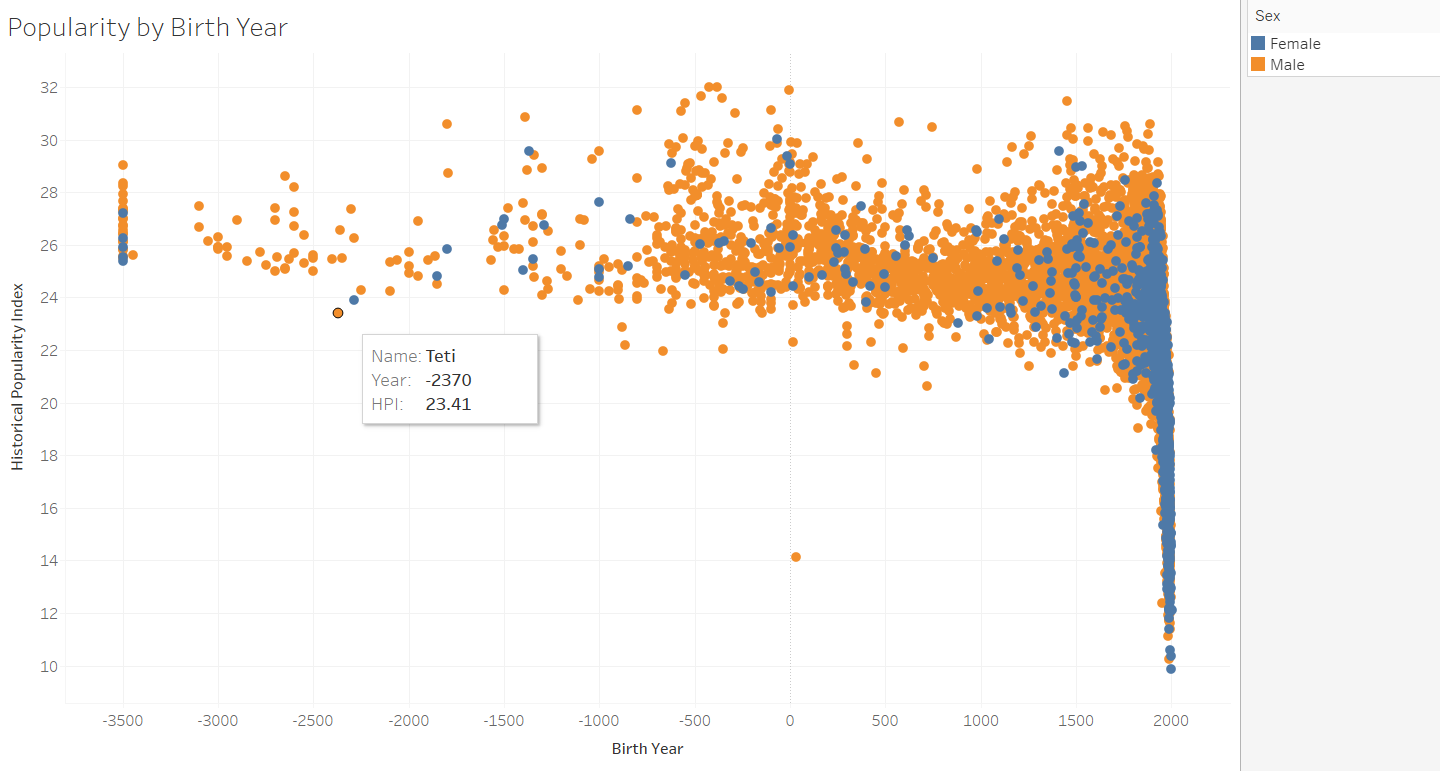 Popularity by Birth Year
Sex
Female
Male
Historical Popularity Index
32
30
28
26
24
22
20
18
16
14
12
10
Name: Teti
Year: -2370
HPI: 23.41
-3500 -3000 -2500 -2000 -1500 -1000 -500 0 500 1000 1500 2000
Birth Year